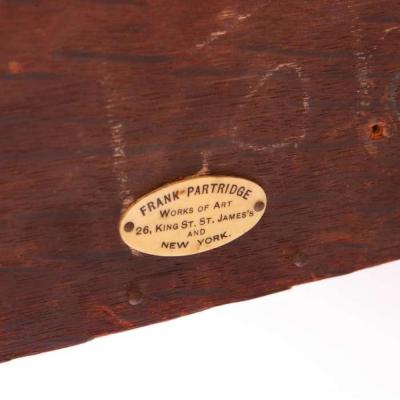 FRANK PARTRIDGE
WORKS OF ART
26, KING ST. ST. JAMES'S
AND
NEW YORK.